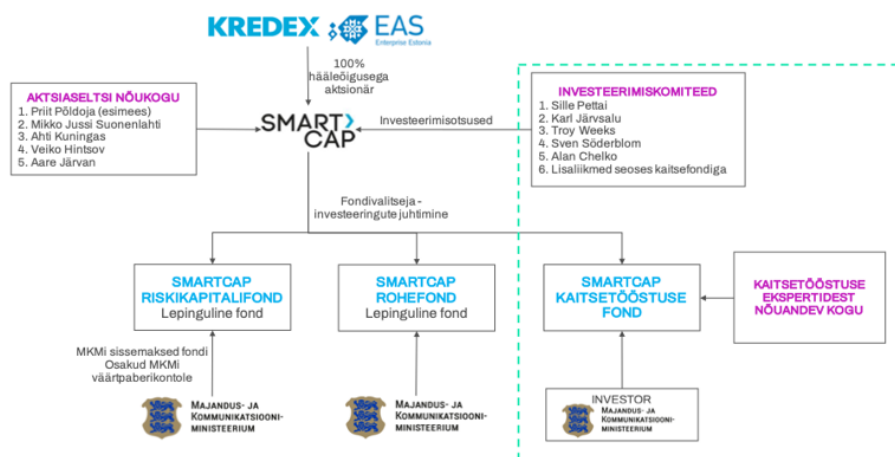 KREDEX
EAS
Enterprise Estonia
100%
hääleõigusega
aktsionär
AKTSIASELTSI NÕUKOGU
1. Priit Põldoja (esimees)
2. Mikko Jussi Suonenlahti
3. Ahti Kuningas
4. Veiko Hintsov
5. Aare Järvan
SMART
CAP
Investeerimisotsused
INVESTEERIMISKOMITEED
1. Sille Pettai
2. Karl Järvsalu
3. Troy Weeks
4. Sven Söderblom
5. Alan Chelko
6. Lisaliikmed seoses kaitsefondiga
Fondivalitseja -
investeeringute juhtimine
SMARTCAP
RISKIKAPITALIFOND
Lepinguline fond
SMARTCAP
ROHEFOND
Lepinguline fond
SMARTCAP
KAITSETÖÖSTUSE
FOND
KAITSETÖÖSTUSE
EKSPERTIDEST
NÕUANDEV KOGU
MKMi sissemaksed fondi
Osakud MKMi
väärtpaberikontole
MAJANDUS- JA
KOMMUNIKATSIOONI-
MINISTEERIUM
MAJANDUS- JA
KOMMUNIKATSIOONI-
MINISTEERIUM
INVESTOR
MAJANDUS- JA
KOMMUNIKATSIOONI-
MINISTEERIUM